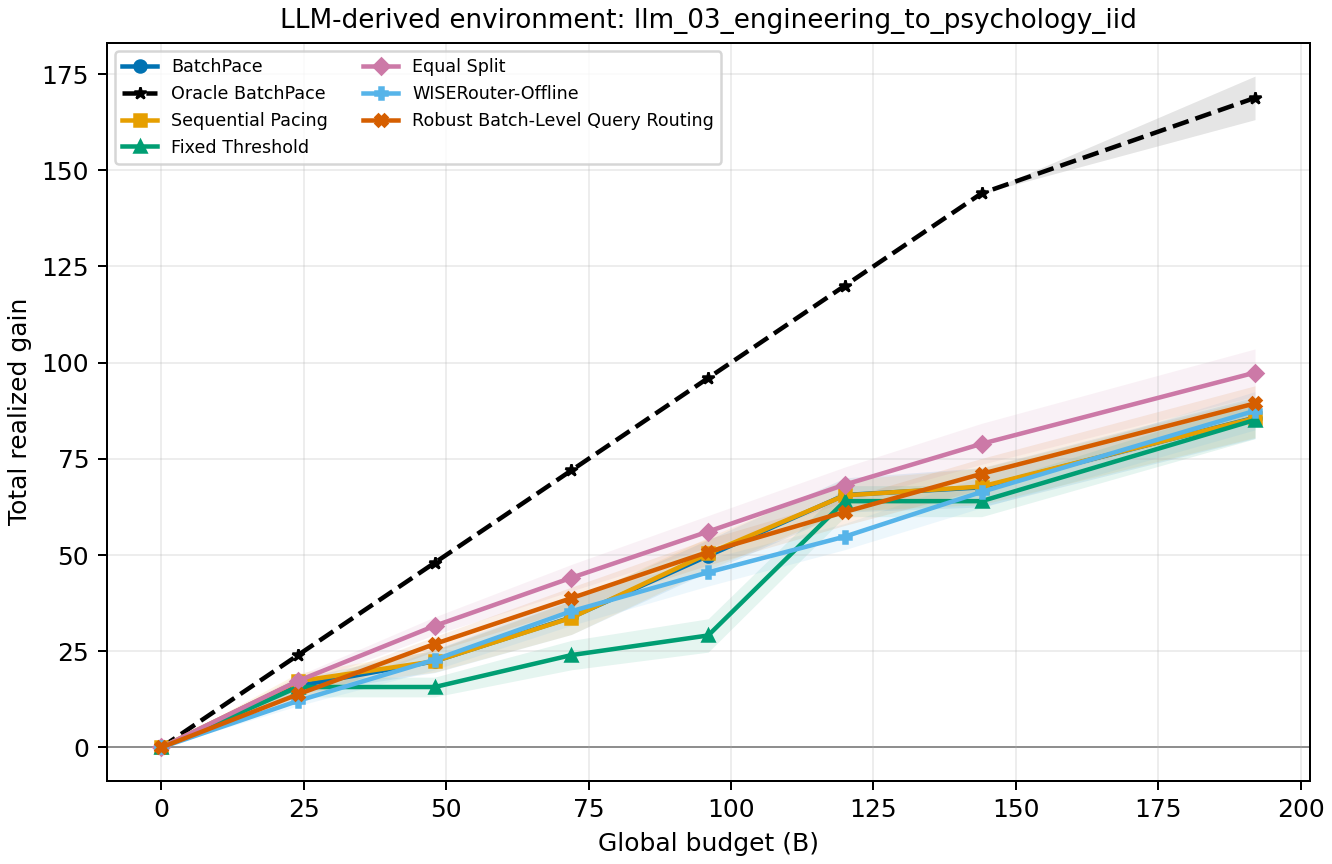 LLM-derived environment: llm_03_engineering_to_psychology_iid
BatchPace
Oracle BatchPace
Sequential Pacing
Fixed Threshold
Equal Split
WISERouter-Offline
Robust Batch-Level Query Routing
Total realized gain
175
150
125
100
75
50
25
0
0
25
50
75
100
125
150
175
200
Global budget (B)